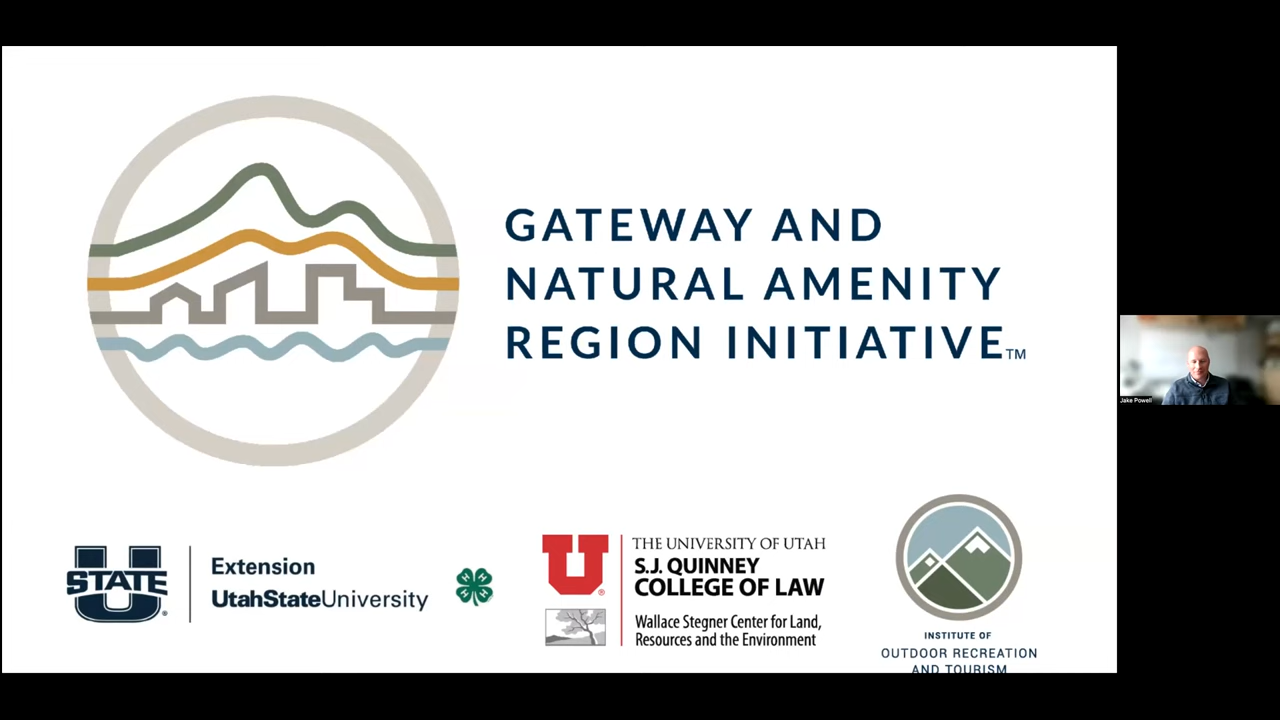 GATEWAY AND
NATURAL AMENITY
REGION INITIATIVE™
STATE
U
®
Extension
UtahStateUniversity
H H
H H
U
®
THE UNIVERSITY OF UTAH
S.J. QUINNEY
COLLEGE OF LAW
Wallace Stegner Center for Land,
Resources and the Environment
INSTITUTE OF
OUTDOOR RECREATION
AND TOURISM
Jake Powell